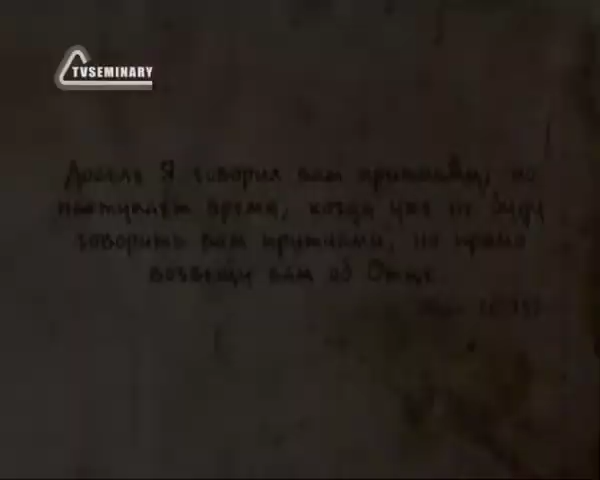 TVSEMINARY
Доселе Я говорил вам притчами, но
наступает время, когда уже не буду
говорить вам притчами, но прямо
возвещу вам об Отце.